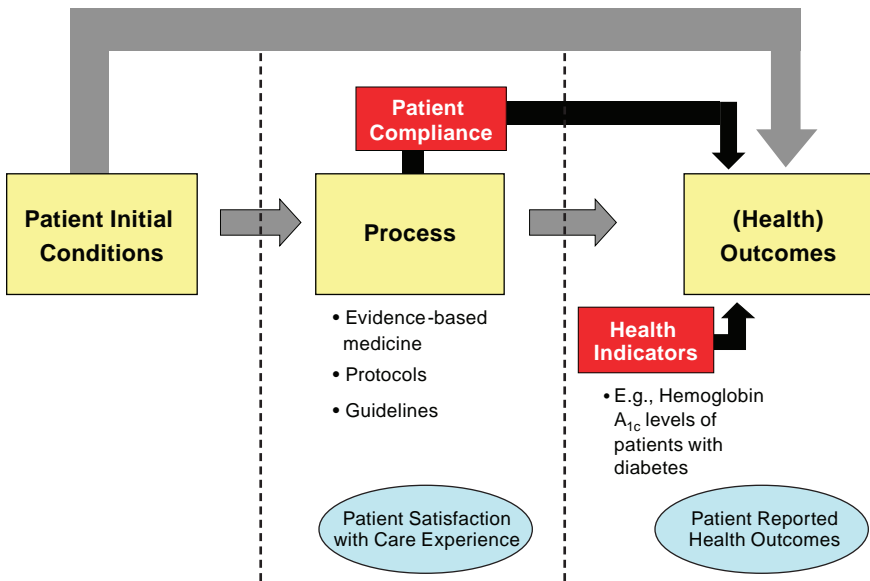 Patient
Compliance
Patient Initial
Conditions
Process
(Health)
Outcomes
• Evidence-based
medicine
• Protocols
• Guidelines
Health
Indicators
• E.g., Hemoglobin
A1c levels of
patients with
diabetes
Patient Satisfaction
with Care Experience
Patient Reported
Health Outcomes